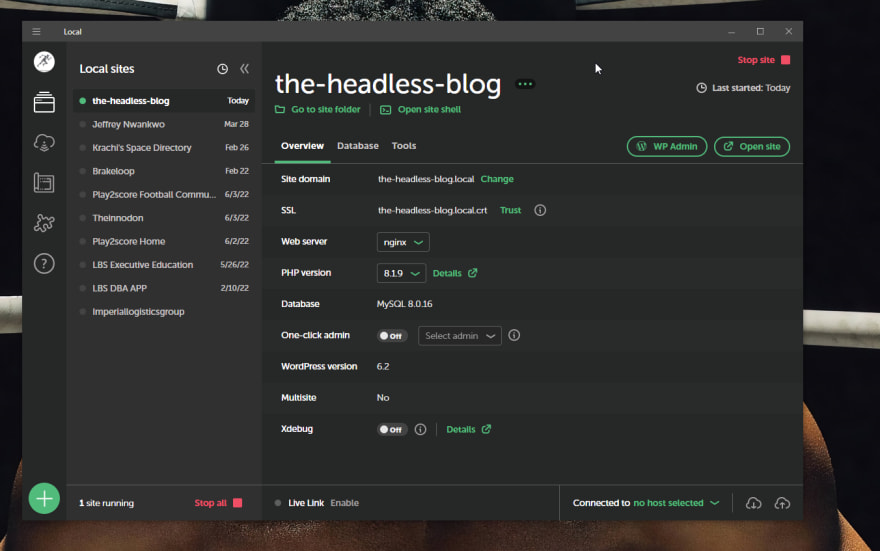 Local
Local sites
the-headless-blog Today
Jeffrey Nwankwo Mar 28
Krachi's Space Directory Feb 26
Brakeloop Feb 22
Play2score Football Commu... 6/3/22
Theinnodon 6/3/22
Play2score Home 6/2/22
LBS Executive Education 5/26/22
LBS DBA APP 2/10/22
Imperiallogisticsgroup
1 site running Stop all
Stop site
the-headless-blog
Last started: Today
Go to site folder Open site shell
Overview Database Tools WP Admin Open site
Site domain the-headless-blog.local Change
SSL the-headless-blog.local.crt Trust
Web server nginx
PHP version 8.1.9 Details
Database MySQL 8.0.16
One-click admin Off Select admin
WordPress version 6.2
Multisite No
Xdebug Off Details
Live Link Enable Connected to no host selected